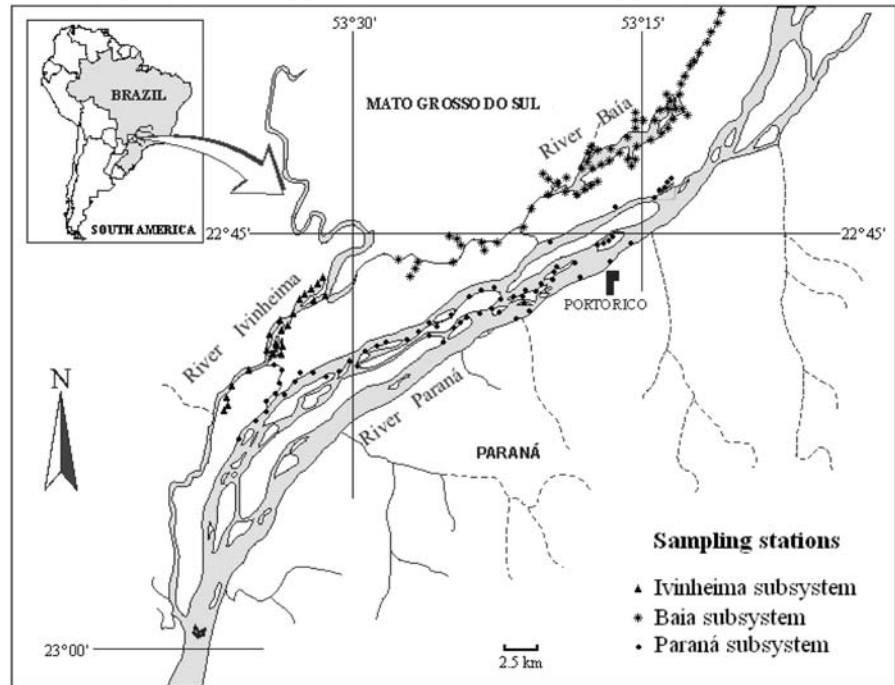 53°30'
53°15'
BRAZIL
SOUTH AMERICA
MATO GROSSO DO SUL
River Baía
22°45'
22°45'
River Ivinheima
PORTO RICO
River Paraná
N
PARANÁ
Sampling stations
Ivinheima subsystem
Baia subsystem
Paraná subsystem
23°00'
2.5 km